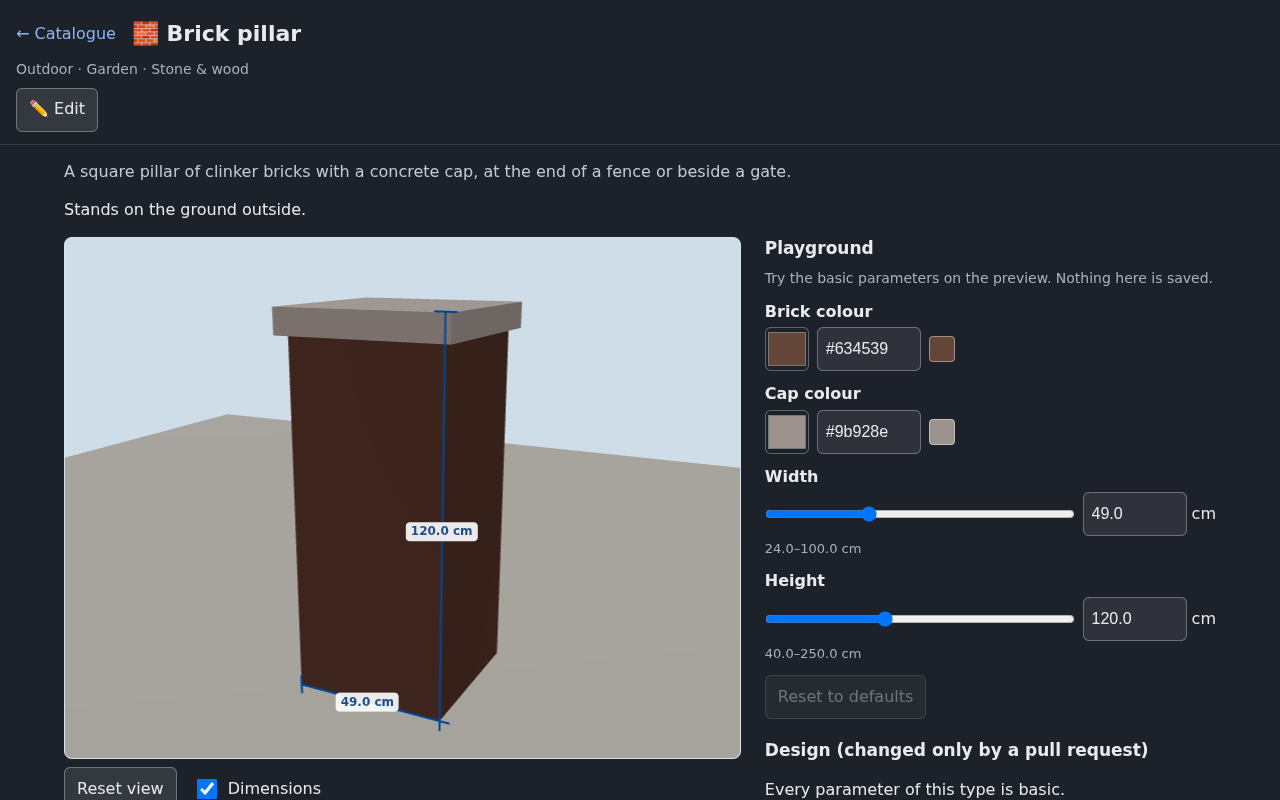 ← Catalogue 🧱 Brick pillar
Outdoor · Garden · Stone & wood
✏️ Edit
A square pillar of clinker bricks with a concrete cap, at the end of a fence or beside a gate.
Stands on the ground outside.
Playground
Try the basic parameters on the preview. Nothing here is saved.
Brick colour
#634539
Cap colour
#9b928e
Width
49.0 cm
24.0–100.0 cm
Height
120.0 cm
40.0–250.0 cm
Reset to defaults
Design (changed only by a pull request)
Every parameter of this type is basic.
120.0 cm
49.0 cm
Reset view
Dimensions